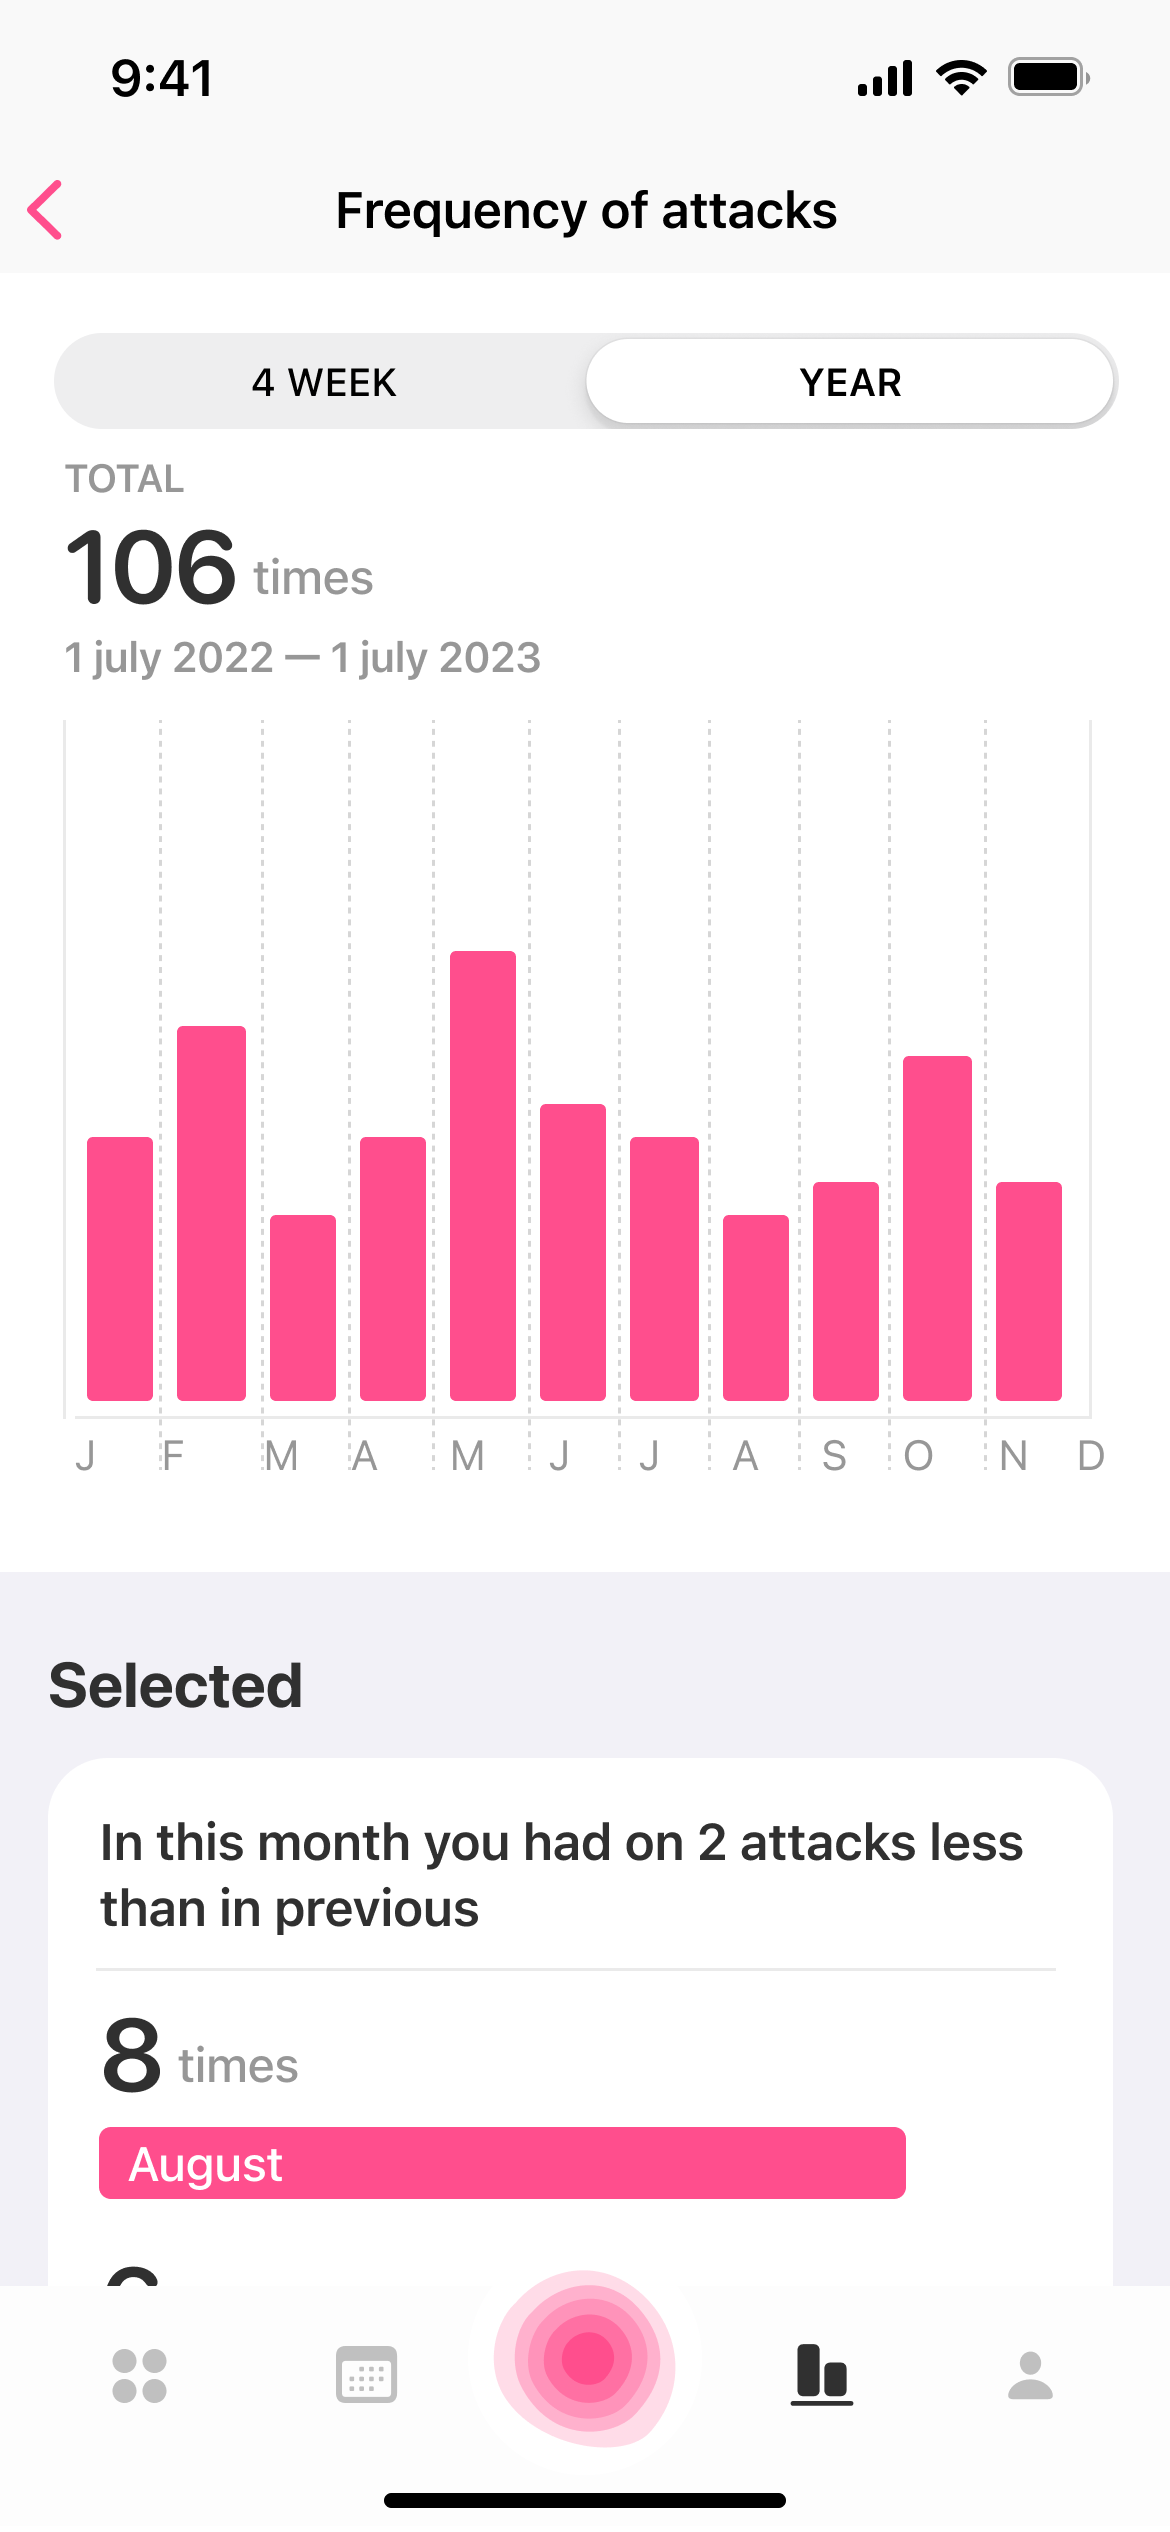 9:41
Frequency of attacks
4 WEEK YEAR
TOTAL
106 times
1 july 2022 — 1 july 2023
J F M A M J J A S O N D
Selected
In this month you had on 2 attacks less
than in previous
8 times
August